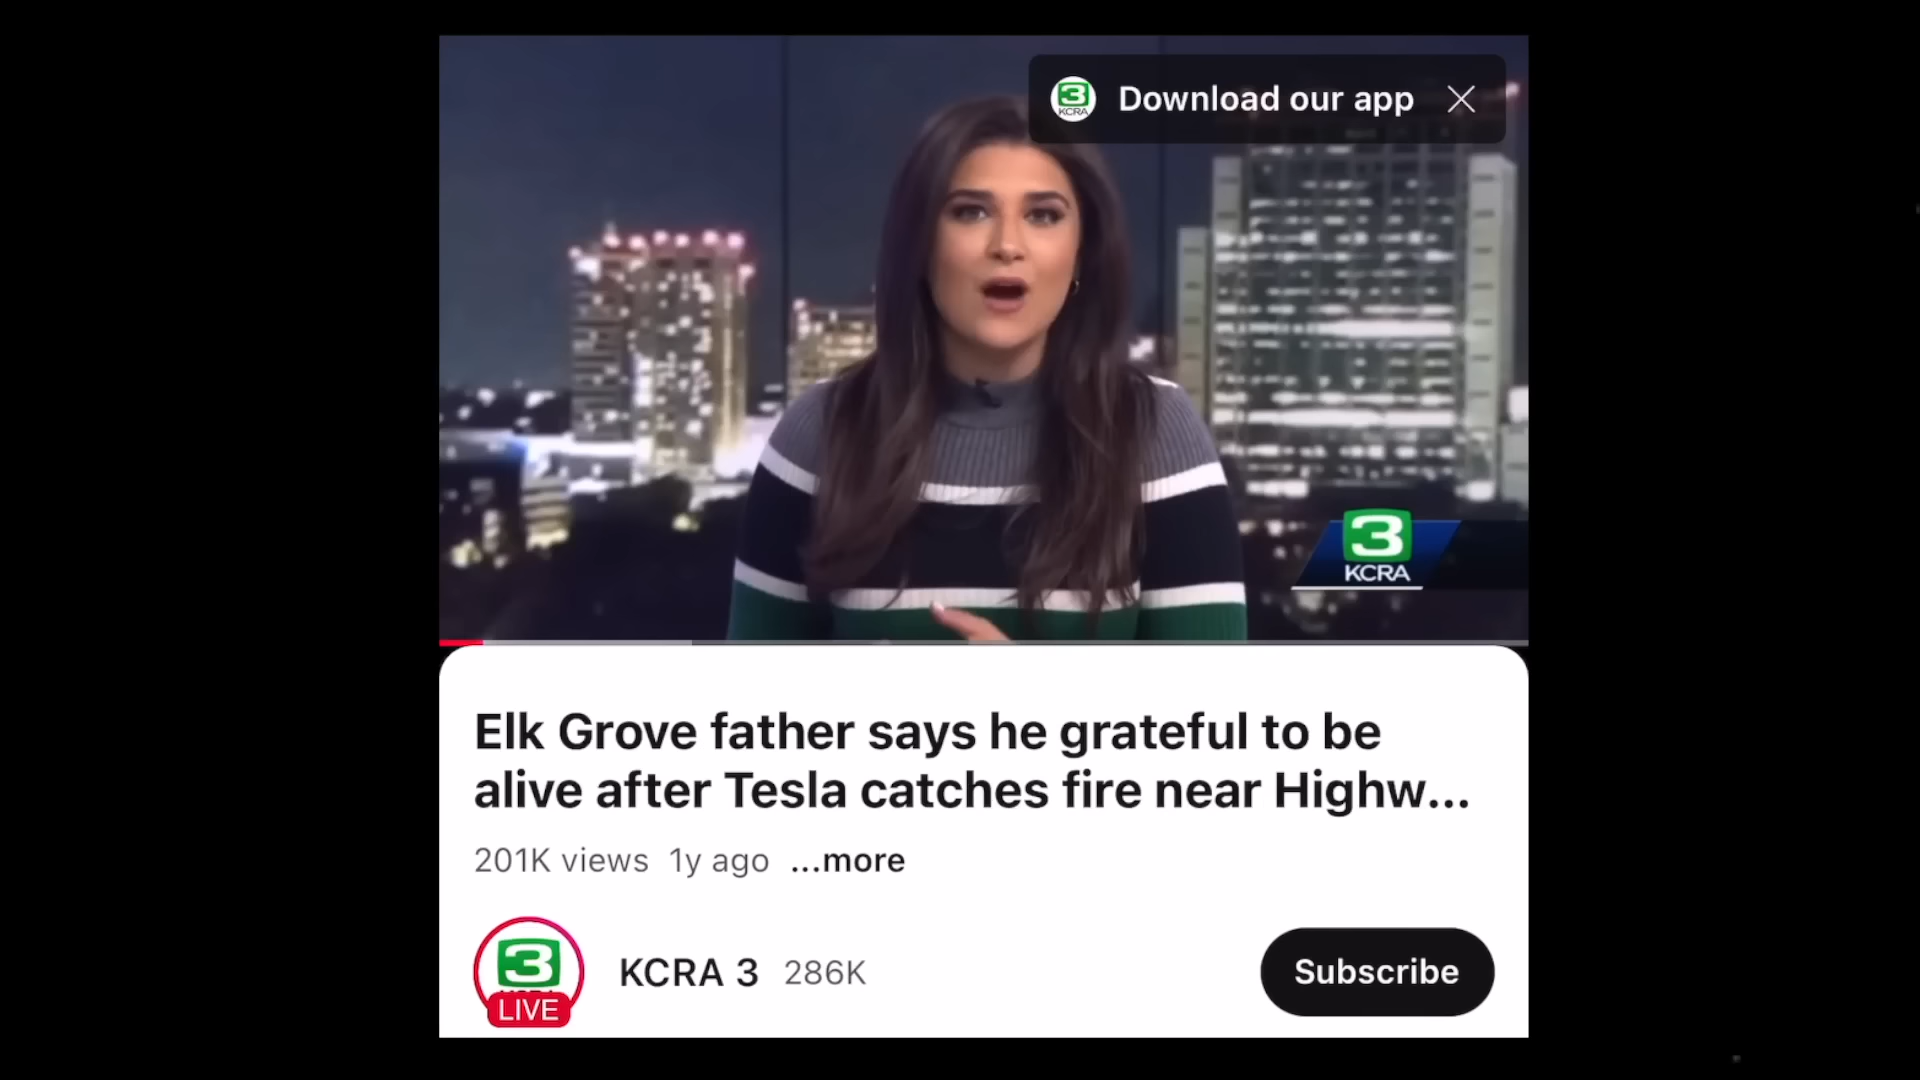 3
KCRA
Download our app
3
KCRA
Elk Grove father says he grateful to be
alive after Tesla catches fire near Highw...
201K views 1y ago ...more
3
LIVE
KCRA 3 286K
Subscribe